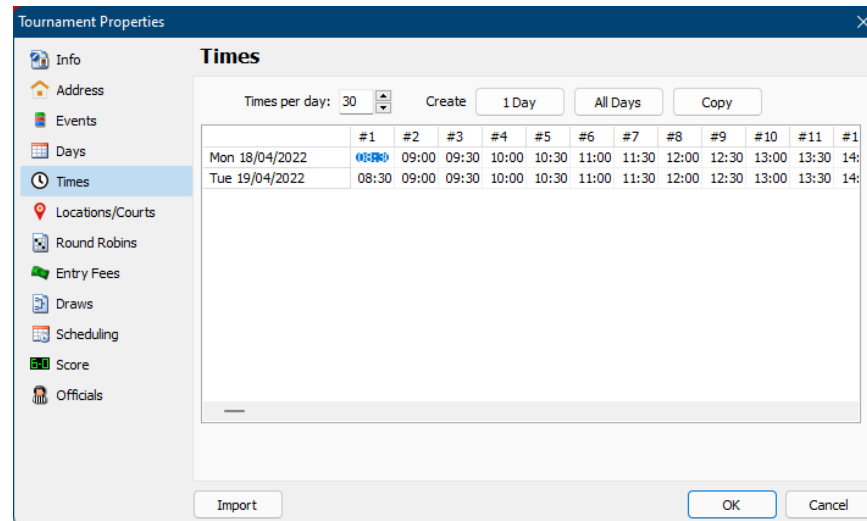 Tournament Properties
Info
Address
Events
Days
Times
Locations/Courts
Round Robins
Entry Fees
Draws
Scheduling
Score
Officials
Times
Times per day: 30 Create 1 Day All Days Copy
#1 #2 #3 #4 #5 #6 #7 #8 #9 #10 #11 #1
Mon 18/04/2022 08:30 09:00 09:30 10:00 10:30 11:00 11:30 12:00 12:30 13:00 13:30 14:
Tue 19/04/2022 08:30 09:00 09:30 10:00 10:30 11:00 11:30 12:00 12:30 13:00 13:30 14:
Import OK Cancel